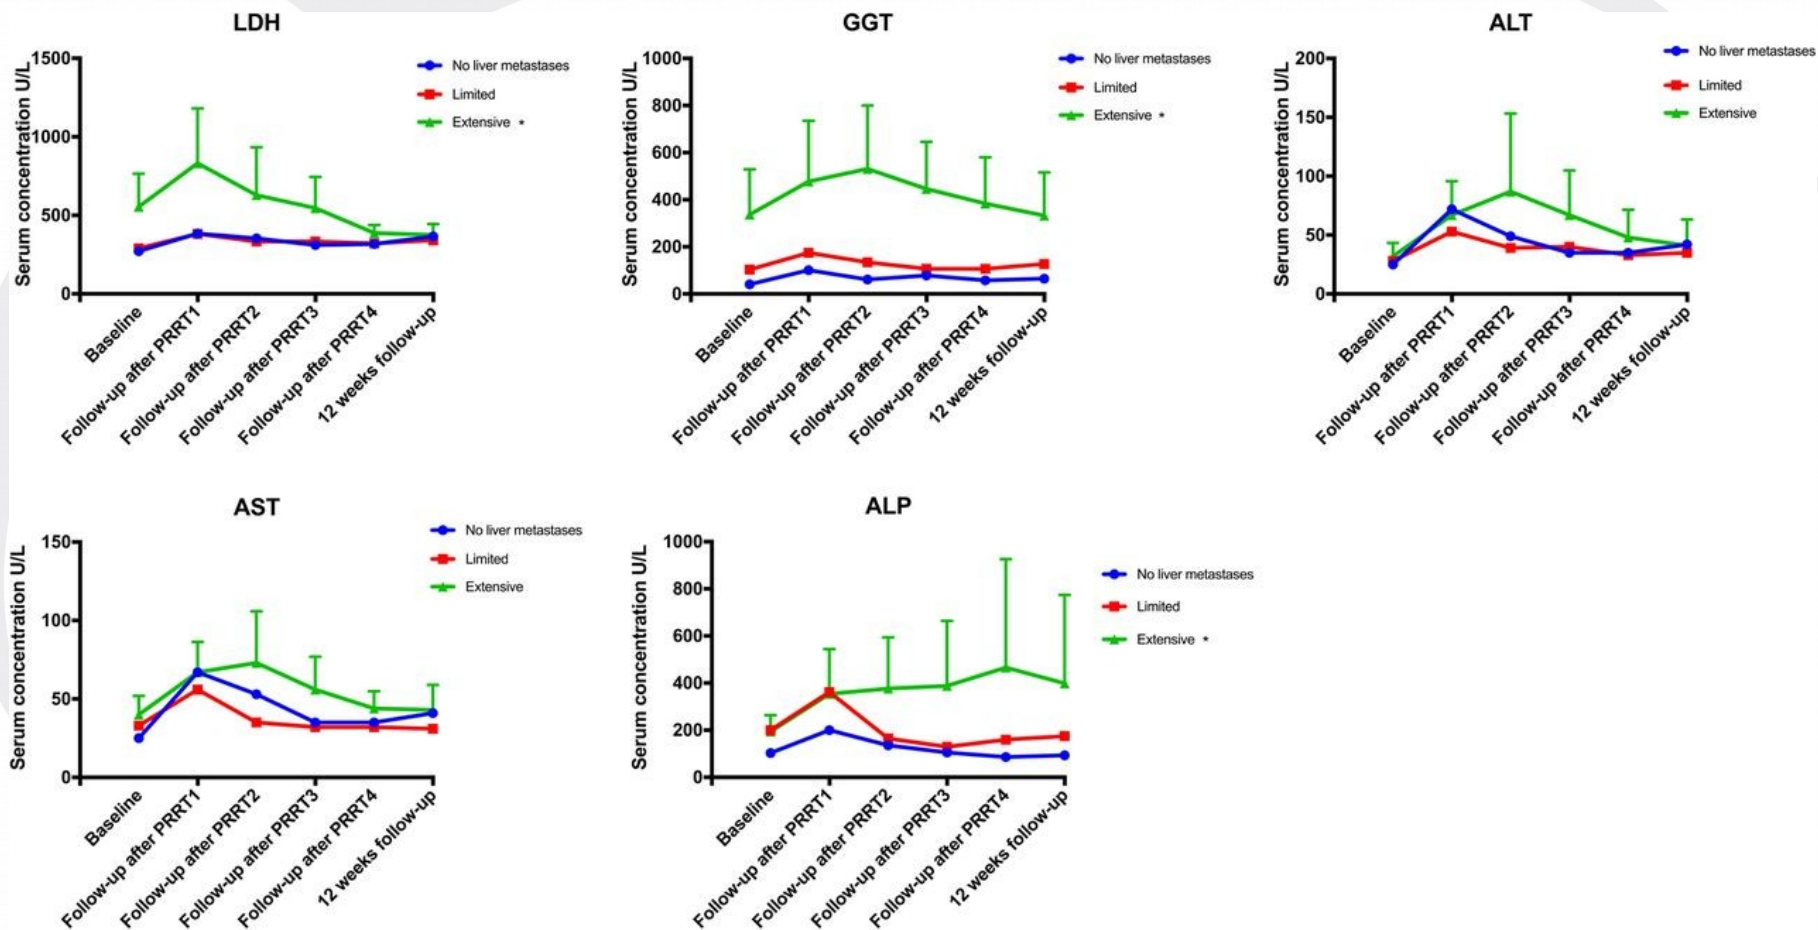 LDH
Serum concentration U/L
1500
1000
500
0
No liver metastases
Limited
Extensive *
Baseline
Follow-up after PRRT1
Follow-up after PRRT2
Follow-up after PRRT3
Follow-up after PRRT4
12 weeks follow-up
GGT
Serum concentration U/L
1000
800
600
400
200
0
No liver metastases
Limited
Extensive *
Baseline
Follow-up after PRRT1
Follow-up after PRRT2
Follow-up after PRRT3
Follow-up after PRRT4
12 weeks follow-up
ALT
Serum concentration U/L
200
150
100
50
0
No liver metastases
Limited
Extensive
Baseline
Follow-up after PRRT1
Follow-up after PRRT2
Follow-up after PRRT3
Follow-up after PRRT4
12 weeks follow-up
AST
Serum concentration U/L
150
100
50
0
No liver metastases
Limited
Extensive
Baseline
Follow-up after PRRT1
Follow-up after PRRT2
Follow-up after PRRT3
Follow-up after PRRT4
12 weeks follow-up
ALP
Serum concentration U/L
1000
800
600
400
200
0
No liver metastases
Limited
Extensive *
Baseline
Follow-up after PRRT1
Follow-up after PRRT2
Follow-up after PRRT3
Follow-up after PRRT4
12 weeks follow-up